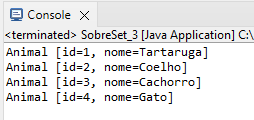 Console
<terminated> SobreSet_3 [Java Application] C:\
Animal [id=1, nome=Tartaruga]
Animal [id=2, nome=Coelho]
Animal [id=3, nome=Cachorro]
Animal [id=4, nome=Gato]